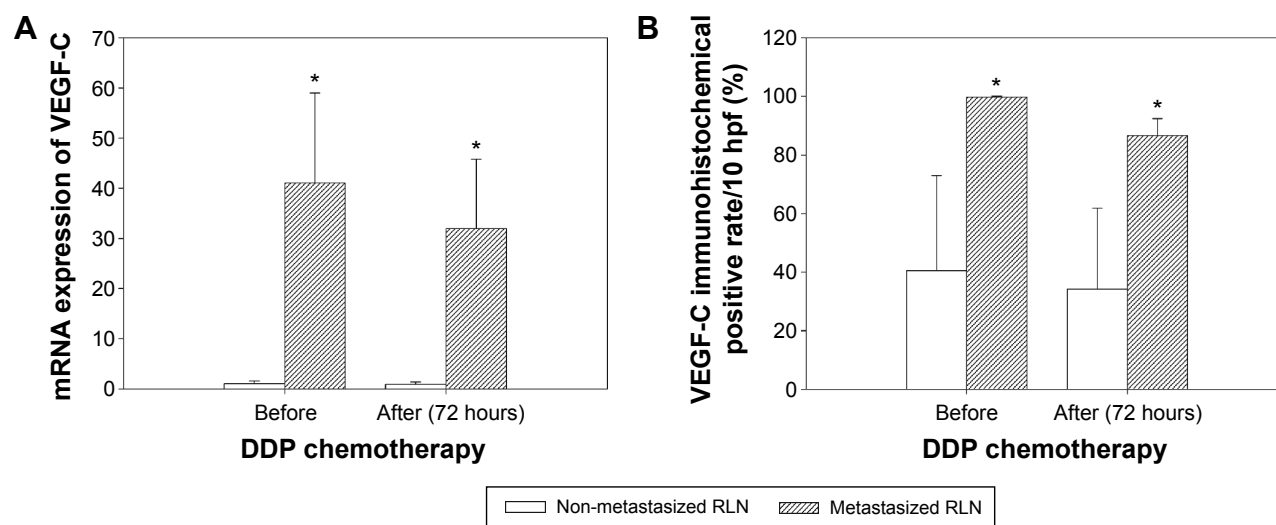 A
mRNA expression of VEGF-C
70
60
50
40
30
20
10
0
*
*
Before
After (72 hours)
DDP chemotherapy
B
VEGF-C immunohistochemical
positive rate/10 hpf (%)
120
100
80
60
40
20
0
*
*
Before
After (72 hours)
DDP chemotherapy
Non-metastasized RLN
Metastasized RLN